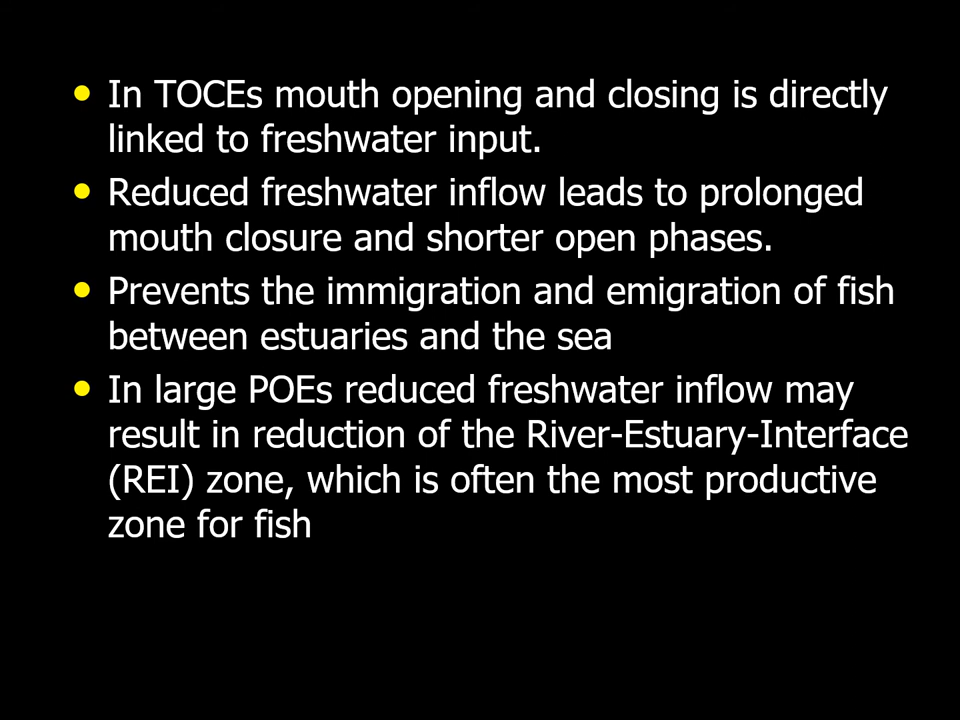 • In TOCEs mouth opening and closing is directly
linked to freshwater input.
• Reduced freshwater inflow leads to prolonged
mouth closure and shorter open phases.
• Prevents the immigration and emigration of fish
between estuaries and the sea
• In large POEs reduced freshwater inflow may
result in reduction of the River-Estuary-Interface
(REI) zone, which is often the most productive
zone for fish